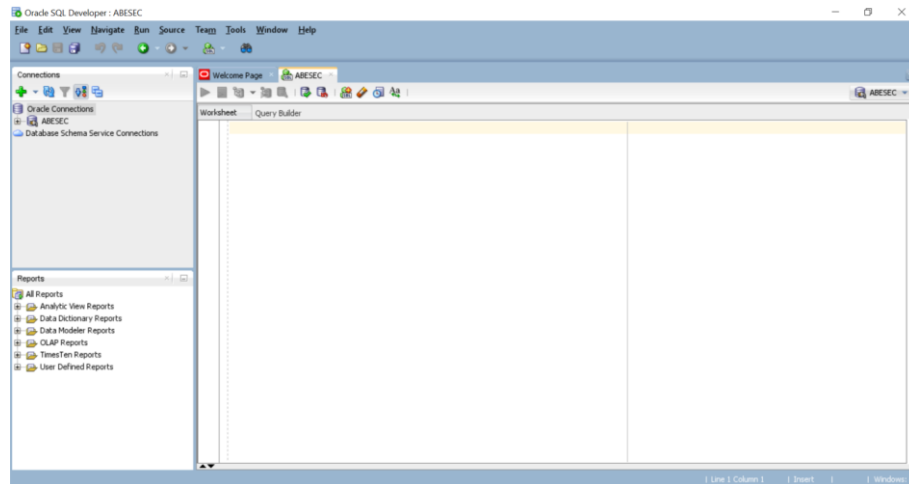 Oracle SQL Developer : ABESEC
File Edit View Navigate Run Source Team Tools Window Help
Connections
Oracle Connections
ABESEC
Database Schema Service Connections
Reports
All Reports
Analytic View Reports
Data Dictionary Reports
Data Modeler Reports
OLAP Reports
TimesTen Reports
User Defined Reports
Welcome Page ABESEC
ABESEC
Worksheet Query Builder
Line 1 Column 1 | Insert | Windows: